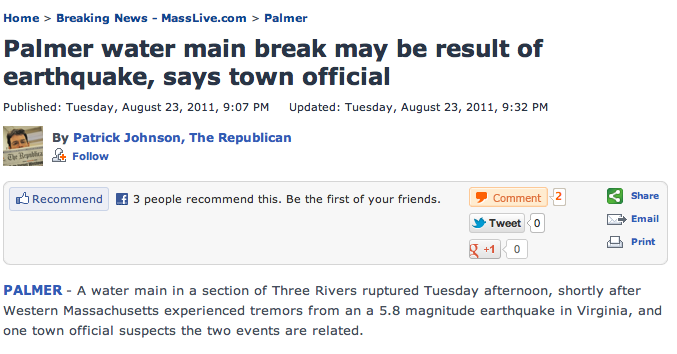 Home > Breaking News - MassLive.com > Palmer
Palmer water main break may be result of
earthquake, says town official
Published: Tuesday, August 23, 2011, 9:07 PM Updated: Tuesday, August 23, 2011, 9:32 PM
By Patrick Johnson, The Republican
Follow
Recommend 3 people recommend this. Be the first of your friends.
Comment 2
Tweet 0
+1 0
Share
Email
Print
PALMER - A water main in a section of Three Rivers ruptured Tuesday afternoon, shortly after
Western Massachusetts experienced tremors from an a 5.8 magnitude earthquake in Virginia, and
one town official suspects the two events are related.